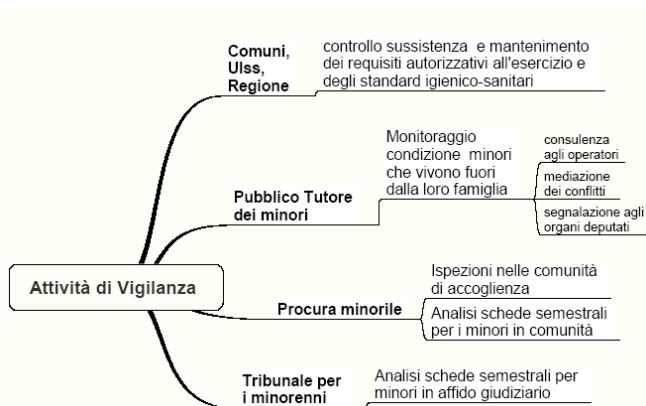 Comuni,
Ulss,
Regione
controllo sussistenza e mantenimento
dei requisiti autorizzativi all'esercizio e
degli standard igienico-sanitari
Pubblico Tutore
dei minori
Monitoraggio
condizione minori
che vivono fuori
dalla loro famiglia
consulenza
agli operatori
mediazione
dei conflitti
segnalazione agli
organi deputati
Attività di Vigilanza
Procura minorile
Ispezioni nelle comunità
di accoglienza
Analisi schede semestrali
per i minori in comunità
Tribunale per
i minorenni
Analisi schede semestrali per
minori in affido giudiziario